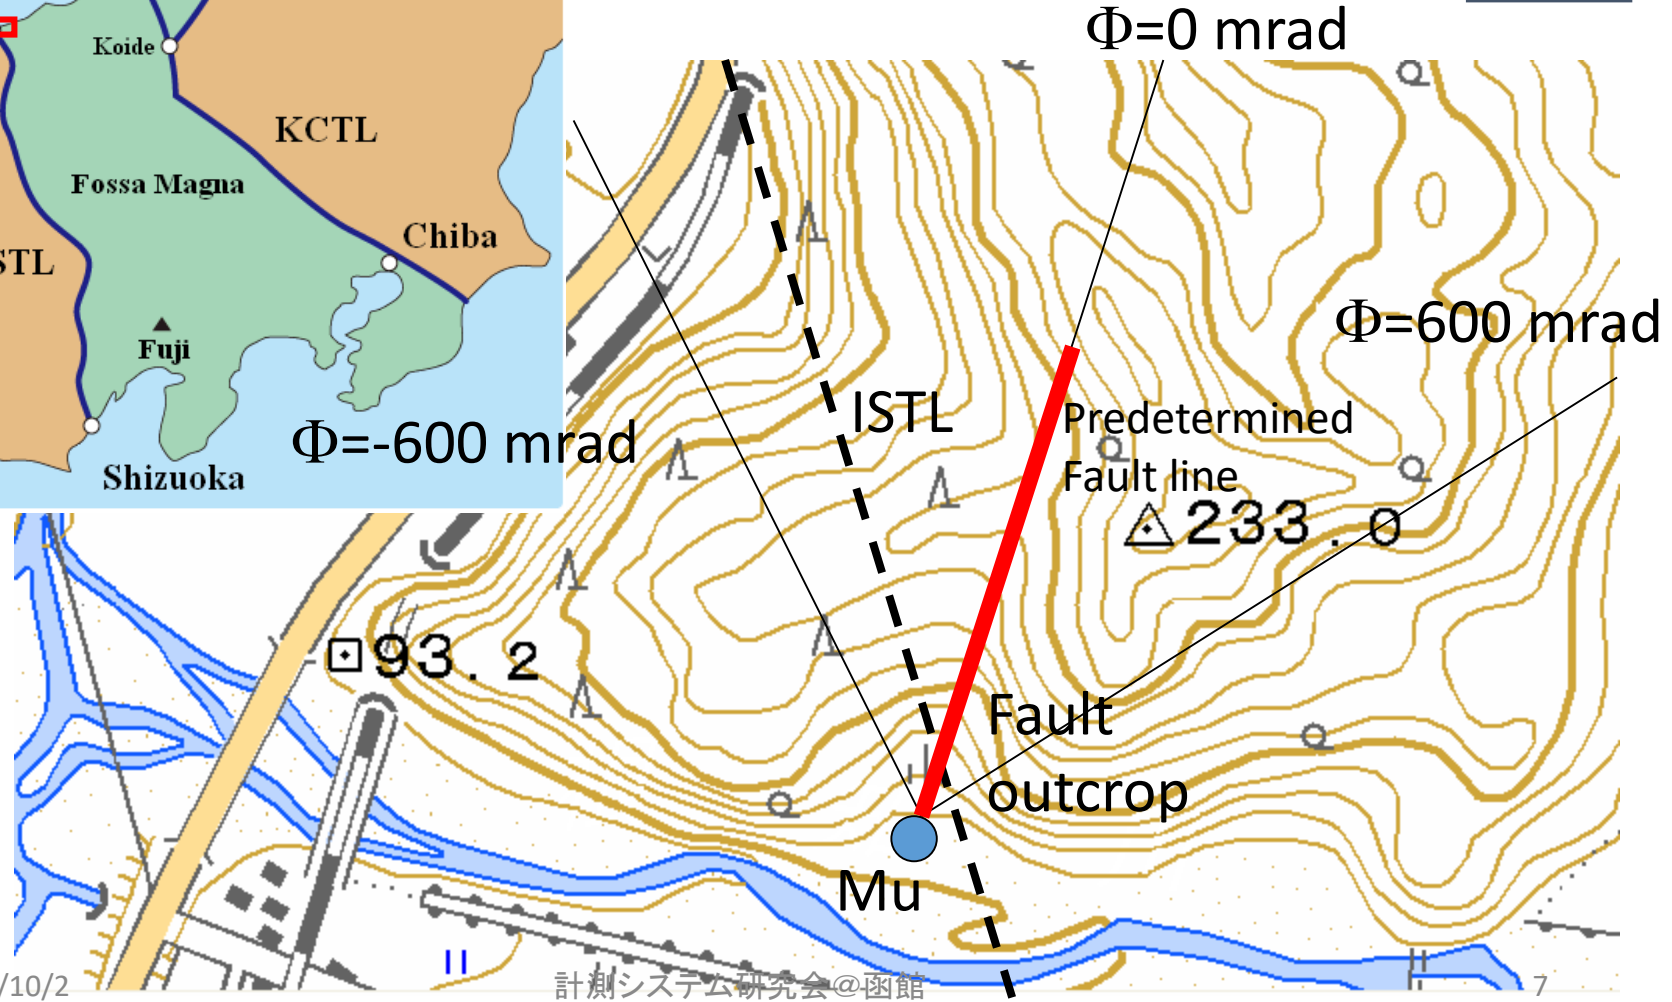 Φ=0 mrad
Koide
KCTL
Fossa Magna
Chiba
STL
Fuji
Φ=600 mrad
ISTL
Predetermined
Fault line
Φ=-600 mrad
Shizuoka
233.0
93.2
Fault
outcrop
Mu
/10/2
計測システム研究会@函館
7